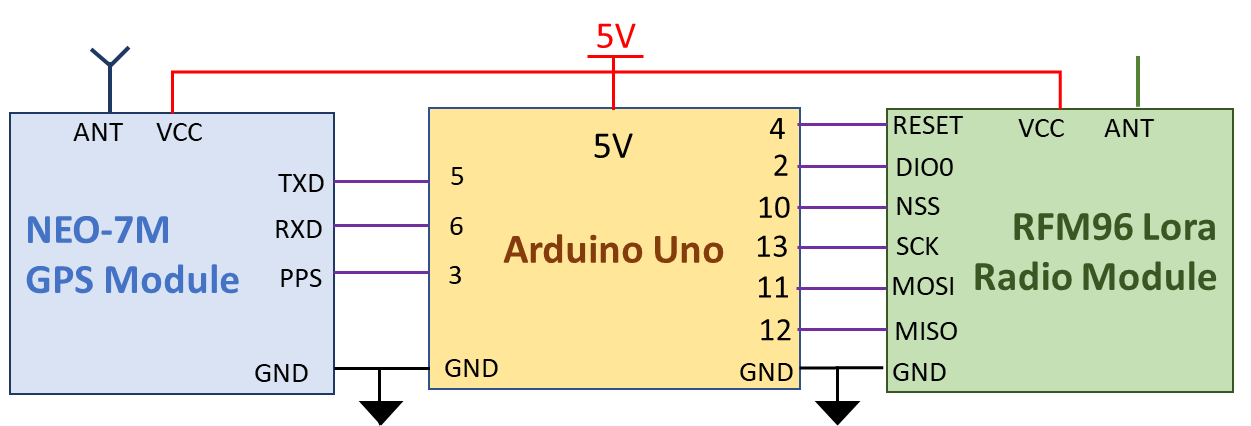 5V
ANT VCC
TXD
RXD
PPS
NEO-7M
GPS Module
GND
5V
5
6
3
Arduino Uno
GND
4
2
10
13
11
12
GND
RESET VCC ANT
DIO0
NSS
SCK
MOSI
MISO
GND
RFM96 Lora
Radio Module